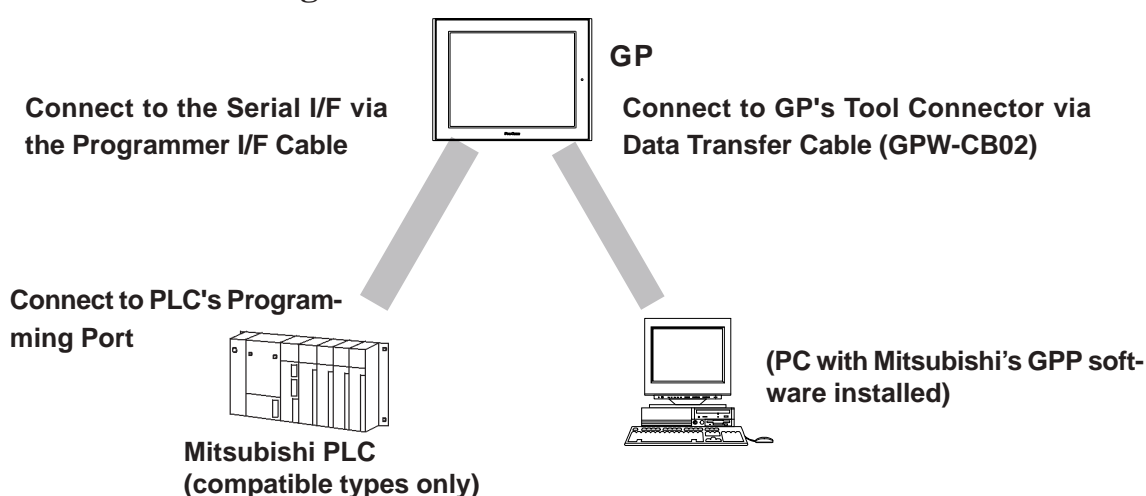 GP
Connect to the Serial I/F via
the Programmer I/F Cable
Connect to GP's Tool Connector via
Data Transfer Cable (GPW-CB02)
Connect to PLC's Program-
ming Port
(PC with Mitsubishi’s GPP soft-
ware installed)
Mitsubishi PLC
(compatible types only)